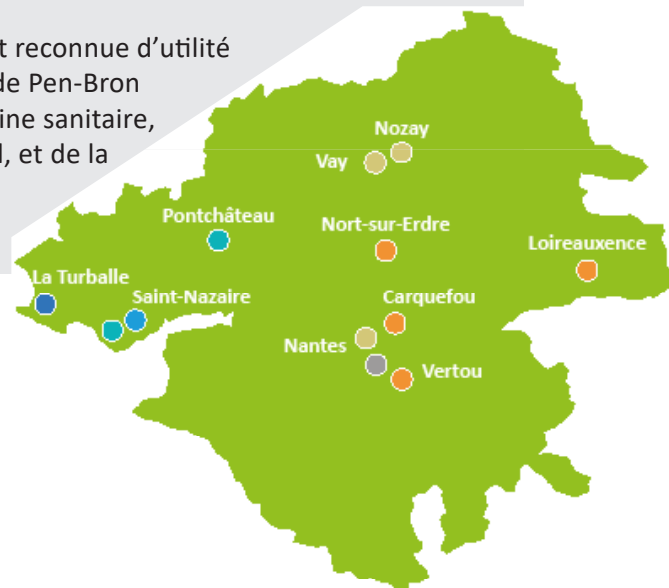 t reconnue d’utilité
de Pen-Bron
ine sanitaire,
l, et de la
Nozay
Vay
Pontchâteau
Nort-sur-Erdre
Loireauxence
La Turballe
Saint-Nazaire
Carquefou
Nantes
Vertou